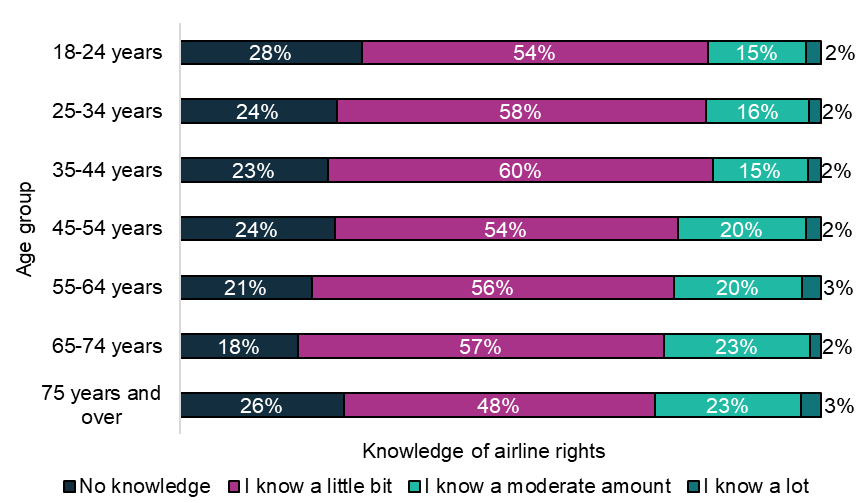 18-24 years 28% 54% 15% 2%
25-34 years 24% 58% 16% 2%
35-44 years 23% 60% 15% 2%
45-54 years 24% 54% 20% 2%
55-64 years 21% 56% 20% 3%
65-74 years 18% 57% 23% 2%
75 years and
over 26% 48% 23% 3%
Age group
Knowledge of airline rights
No knowledge I know a little bit I know a moderate amount I know a lot